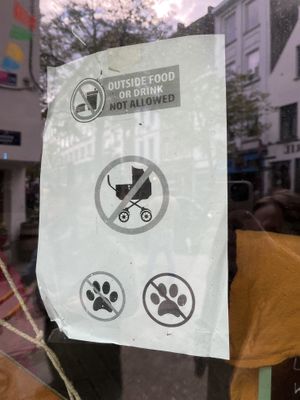 OUTSIDE FOOD
OR DRINK
NOT ALLOWED